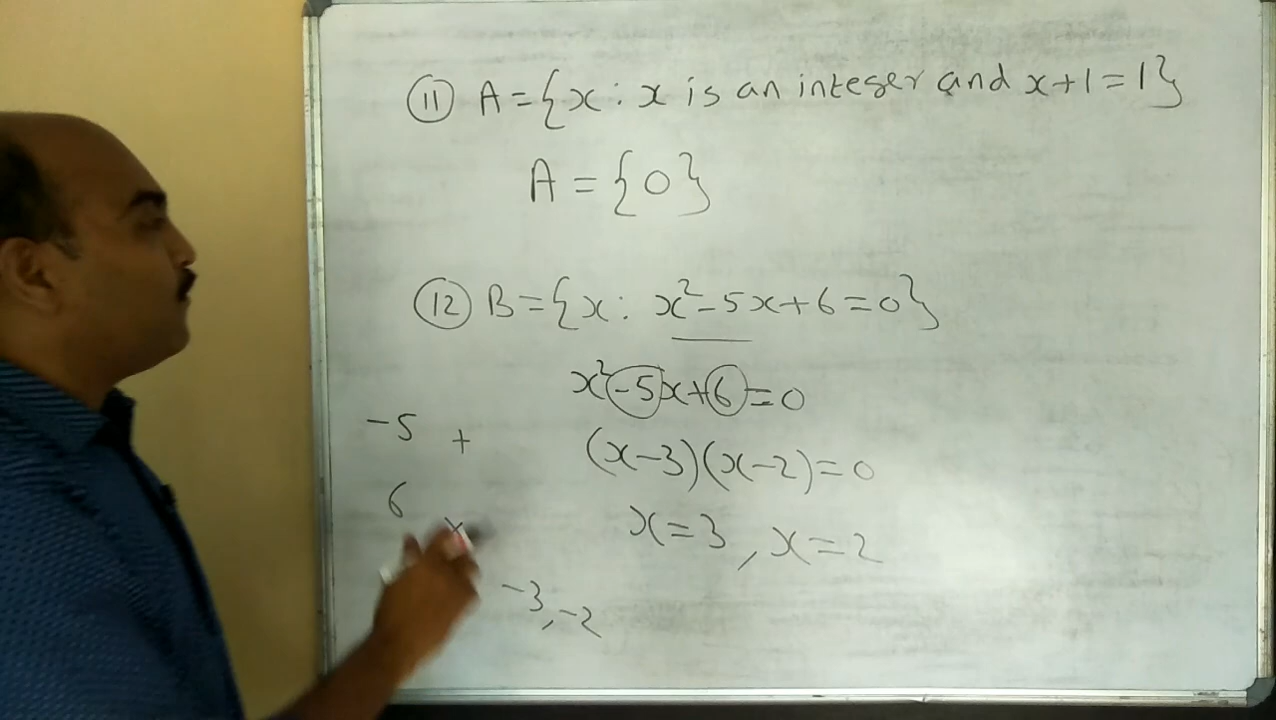 11 A={x: x is an integer and x+1=1}
A={0}
12 B={x: x²-5x+6=0}
x²-5x+6=0
-5 +
(x-3)(x-2)=0
6 x
x=3, x=2
-3, -2